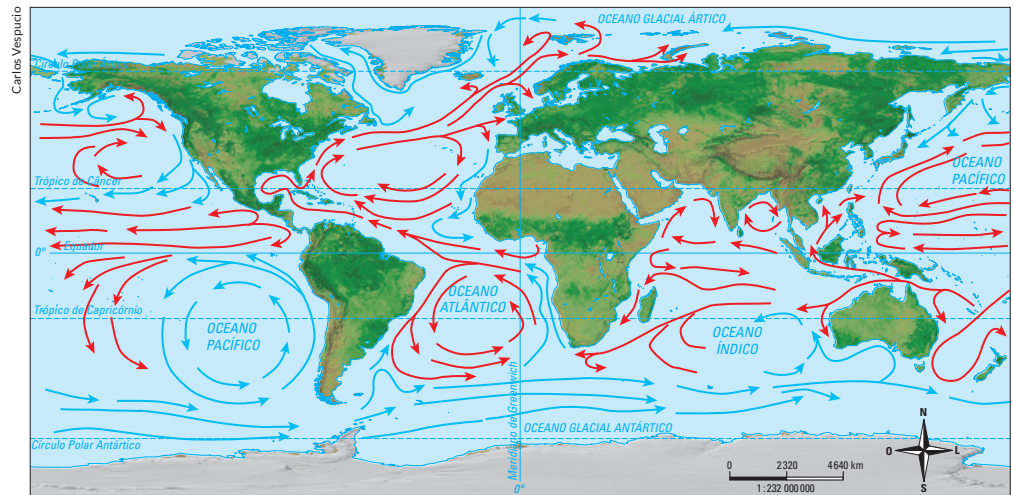 Carlos Vespucio
OCEANO GLACIAL ÁRTICO
Círculo Polar Ártico
Trópico de Câncer
OCEANO
PACÍFICO
0° Equador
OCEANO
ATLÂNTICO
Trópico de Capricórnio
OCEANO
PACÍFICO
OCEANO
ÍNDICO
Meridiano de Greenwich
0°
OCEANO GLACIAL ANTÁRTICO
Círculo Polar Antártico
N
O
L
S
0 2320 4640 km
1:232 000 000